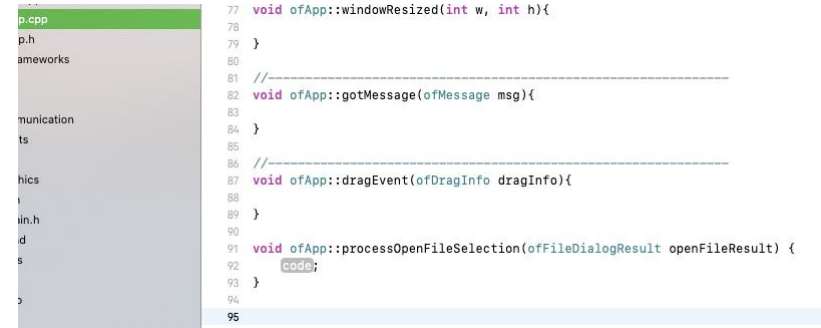 p.cpp
p.h
ameworks
munication
ts
hics
ain.h
d
s
77 void ofApp::windowResized(int w, int h){
78
79 }
80
81 //--------------------------------------------------------------
82 void ofApp::gotMessage(ofMessage msg){
83
84 }
85
86 //--------------------------------------------------------------
87 void ofApp::dragEvent(ofDragInfo dragInfo){
88
89 }
90
91 void ofApp::processOpenFileSelection(ofFileDialogResult openFileResult) {
92 code;
93 }
94
95